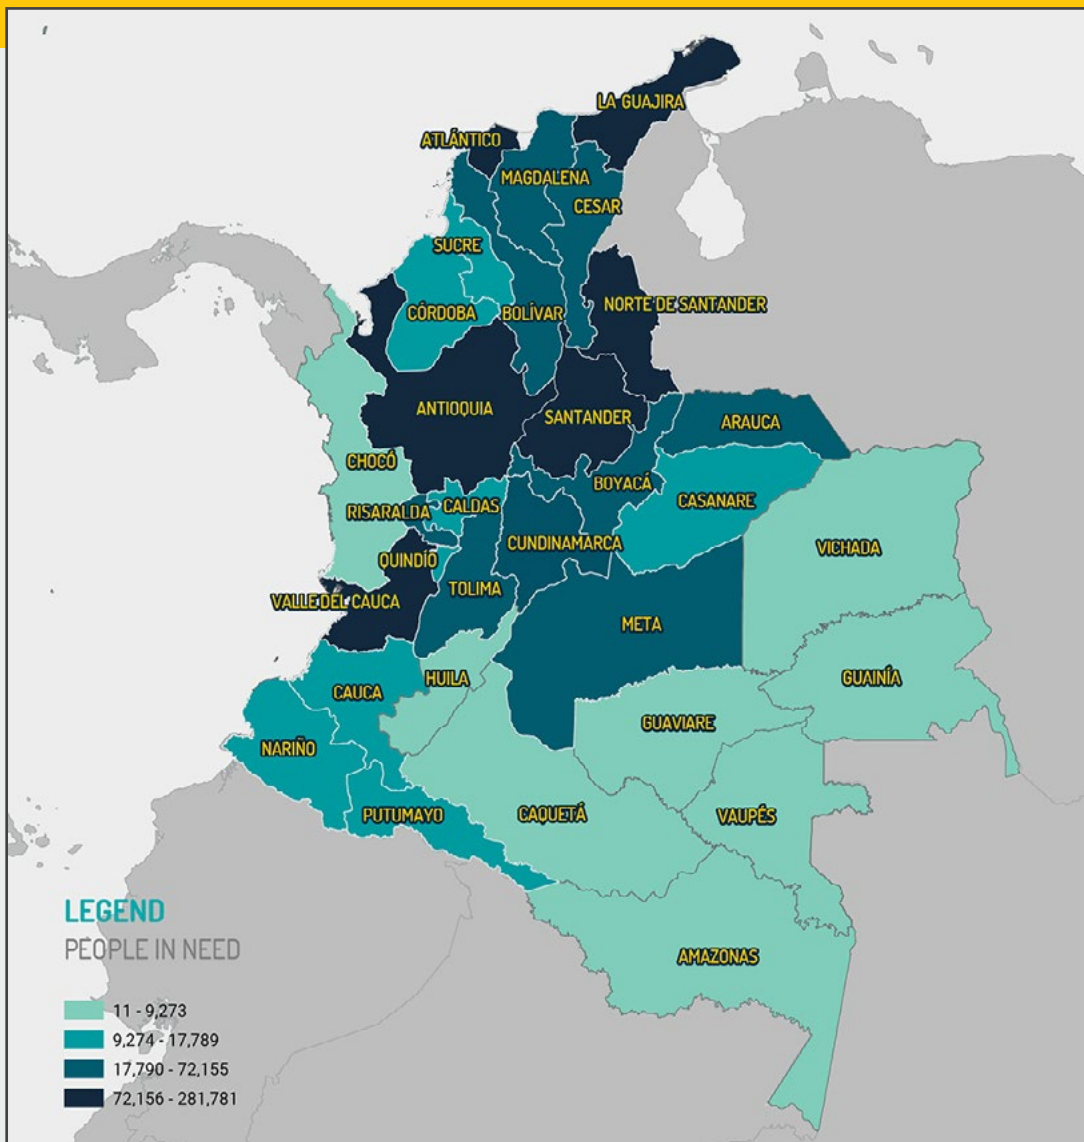 LA GUAJIRA
ATLÁNTICO
MAGDALENA
CESAR
SUCRE
NORTE DE SANTANDER
CÓRDOBA
BOLÍVAR
ANTIOQUIA
SANTANDER
ARAUCA
CHOCÓ
BOYACÁ
CASANARE
RISARALDA
CALDAS
CUNDINAMARCA
VICHADA
QUINDÍO
TOLIMA
VALLE DEL CAUCA
META
HUILA
GUAINÍA
CAUCA
GUAVIARE
NARIÑO
PUTUMAYO
CAQUETÁ
VAUPÉS
AMAZONAS
LEGEND
PEOPLE IN NEED
11 - 9,273
9,274 - 17,789
17,790 - 72,155
72,156 - 281,781